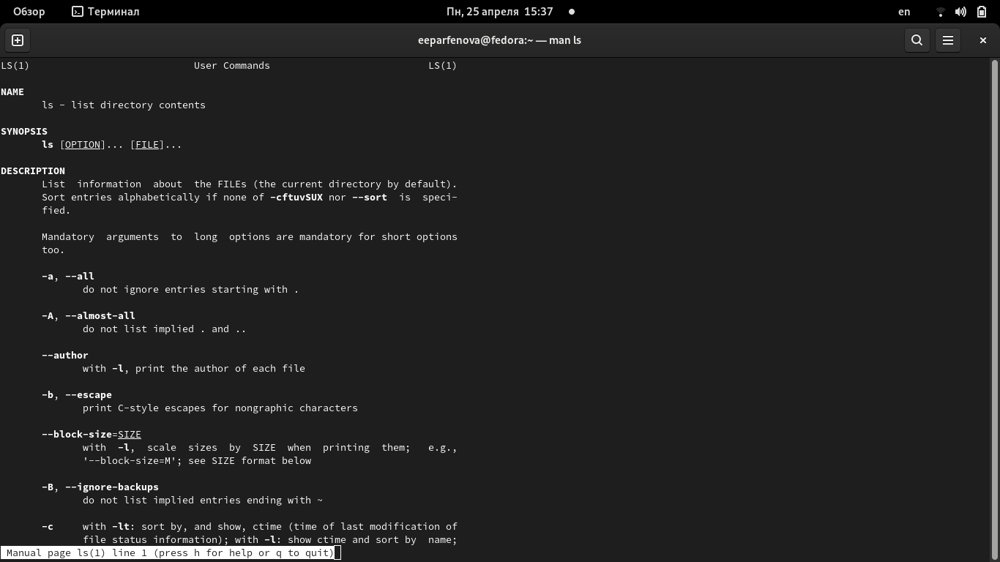 Обзор Терминал Пн, 25 апреля 15:37 en
eeparfenova@fedora:~ — man ls
LS(1) User Commands LS(1)
NAME
ls - list directory contents
SYNOPSIS
ls [OPTION]... [FILE]...
DESCRIPTION
List information about the FILEs (the current directory by default).
Sort entries alphabetically if none of -cftuvSUX nor --sort is speci-
fied.
Mandatory arguments to long options are mandatory for short options
too.
-a, --all
do not ignore entries starting with .
-A, --almost-all
do not list implied . and ..
--author
with -l, print the author of each file
-b, --escape
print C-style escapes for nongraphic characters
--block-size=SIZE
with -l, scale sizes by SIZE when printing them; e.g.,
'--block-size=M'; see SIZE format below
-B, --ignore-backups
do not list implied entries ending with ~
-c with -lt: sort by, and show, ctime (time of last modification of
file status information); with -l: show ctime and sort by name;
Manual page ls(1) line 1 (press h for help or q to quit)